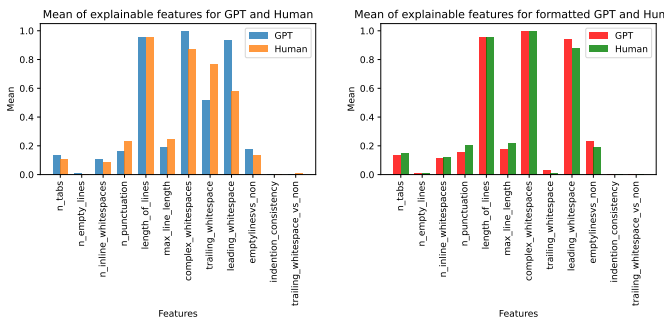 Mean of explainable features for GPT and Human
1.0
0.8
0.6
0.4
0.2
0.0
Mean
GPT
Human
n_tabs
n_empty_lines
n_inline_whitespaces
n_punctuation
length_of_lines
max_line_length
complex_whitespaces
trailing_whitespace
leading_whitespace
emptylinesvs_non
indention_consistency
trailing_whitespace_vs_non
Features
Mean of explainable features for formatted GPT and Hum
1.0
0.8
0.6
0.4
0.2
0.0
Mean
GPT
Human
n_tabs
n_empty_lines
n_inline_whitespaces
n_punctuation
length_of_lines
max_line_length
complex_whitespaces
trailing_whitespace
leading_whitespace
emptylinesvs_non
indention_consistency
trailing_whitespace_vs_non
Features